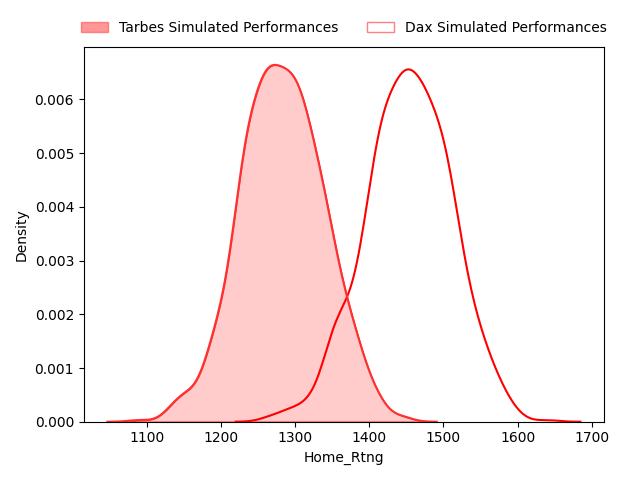 Tarbes Simulated Performances Dax Simulated Performances
0.006
0.005
0.004
0.003
0.002
0.001
0.000
Density
1100 1200 1300 1400 1500 1600 1700
Home_Rtng